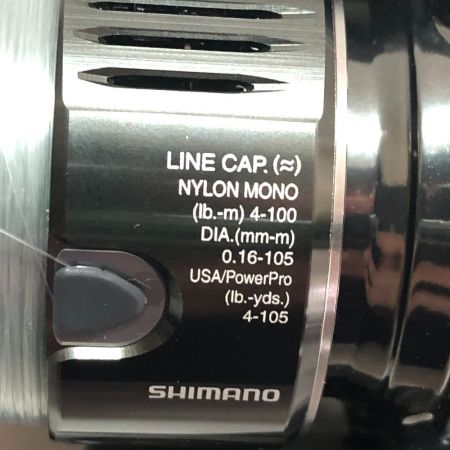 LINE CAP. (≈)
NYLON MONO
(lb.-m) 4-100
DIA.(mm-m)
0.16-105
USA/PowerPro
(lb.-yds.)
4-105
SHIMANO